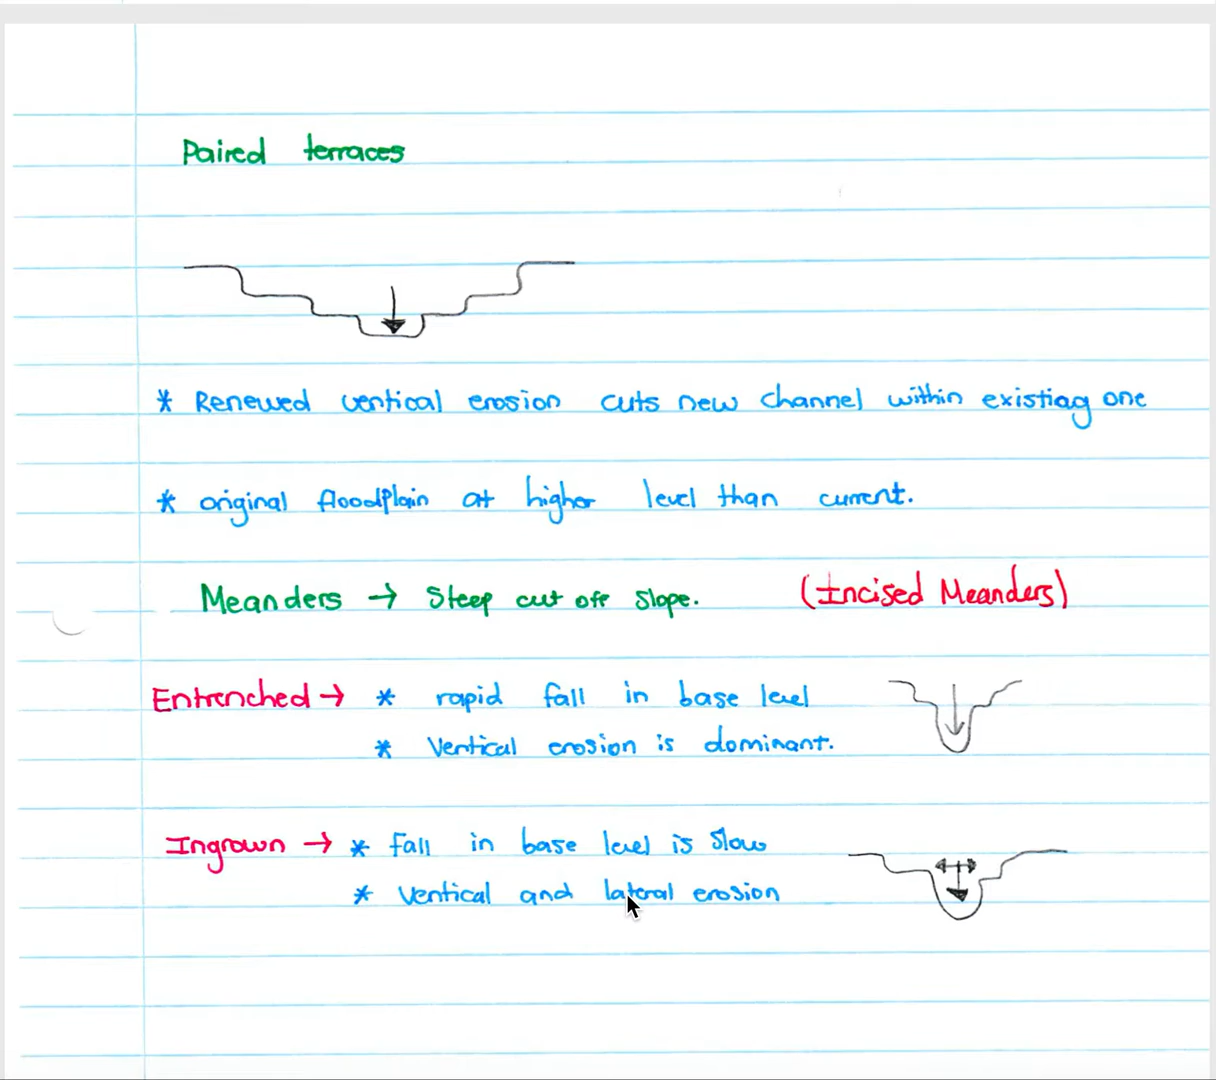 Paired terraces
* Renewed vertical erosion cuts new channel within existing one
* original floodplain at higher level than current.
Meanders → Steep cut off slope. (Incised Meanders)
Entrenched → * rapid fall in base level
* Vertical erosion is dominant.
Ingrown → * fall in base level is slow
* Vertical and lateral erosion